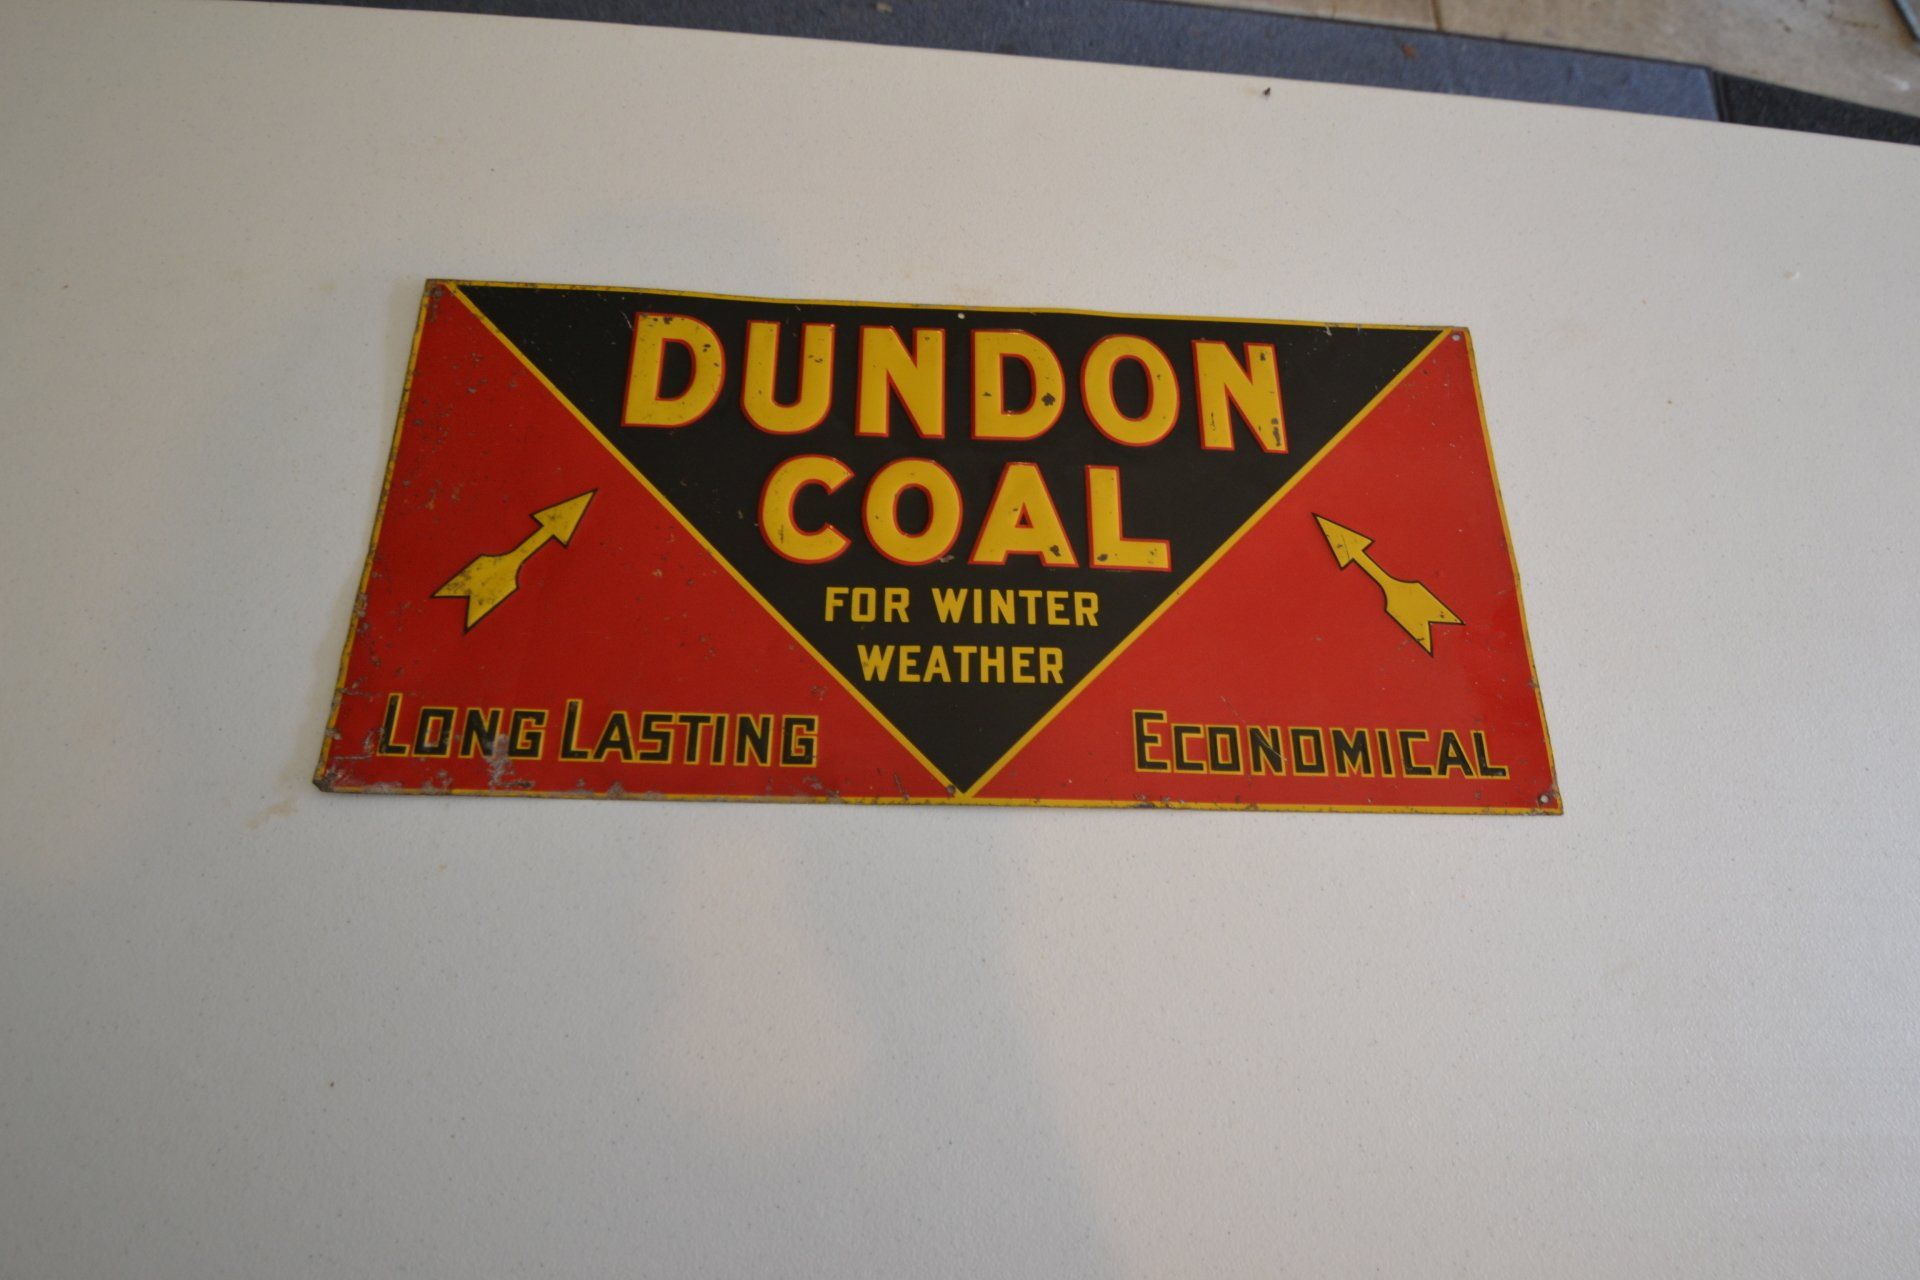 DUNDON
COAL
FOR WINTER
WEATHER
LONG LASTING
ECONOMICAL